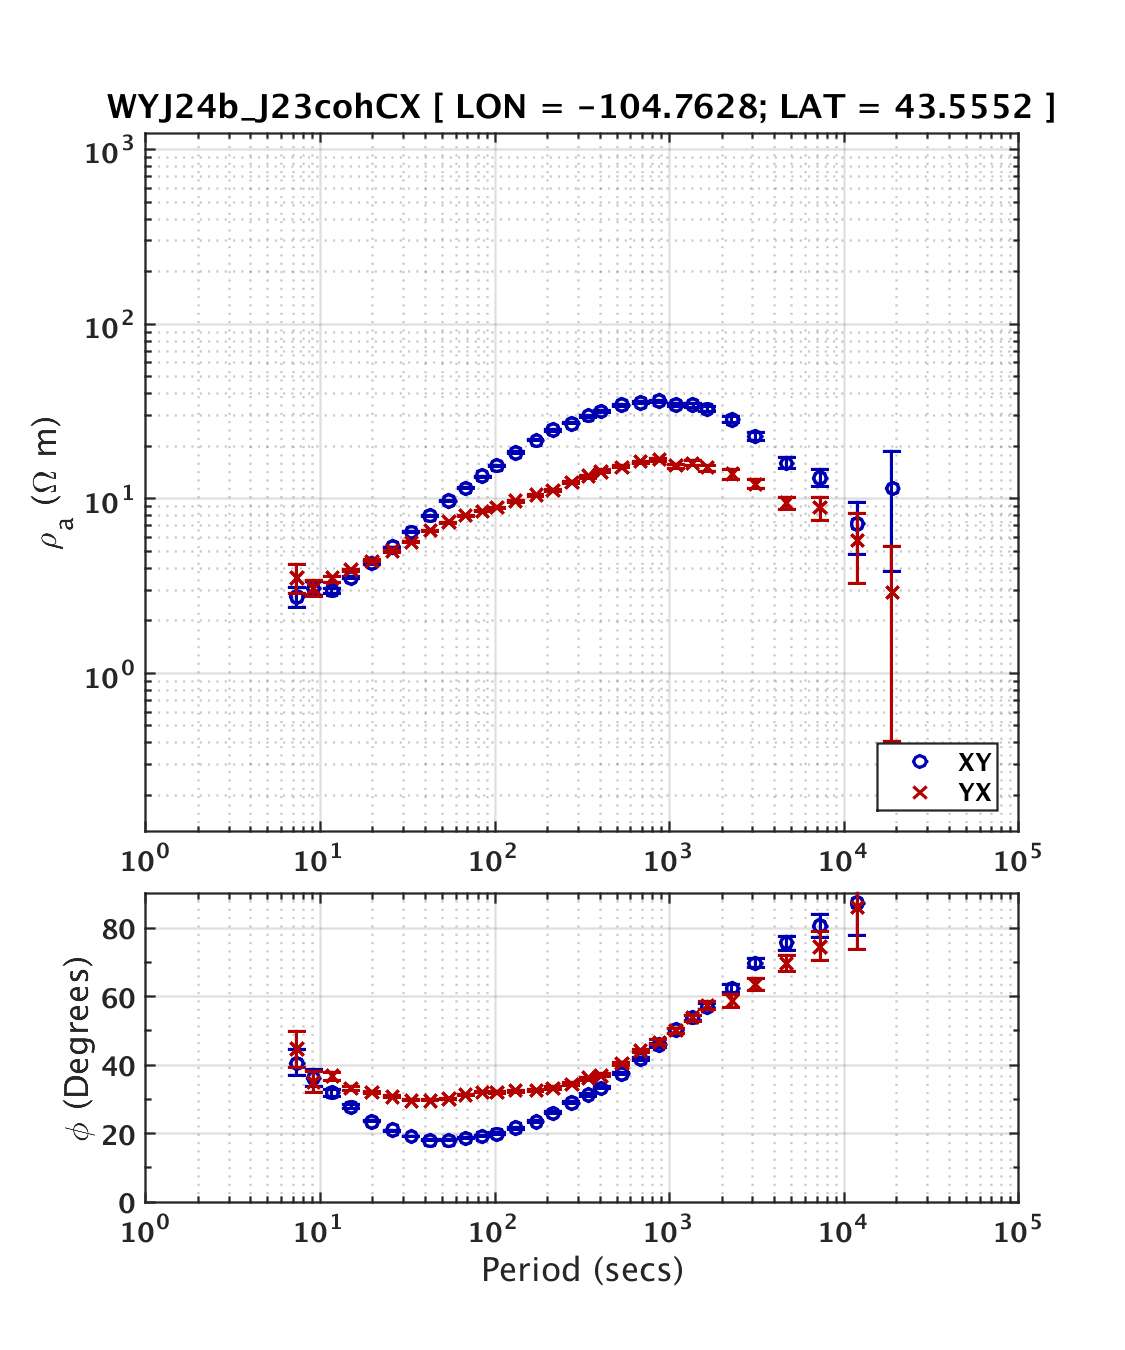 WYJ24b_J23cohCX [ LON = -104.7628; LAT = 43.5552 ]
10³
10²
10¹
10⁰
ρa (Ω m)
XY
YX
10⁰ 10¹ 10² 10³ 10⁴ 10⁵
80
60
40
20
0
ϕ (Degrees)
10⁰ 10¹ 10² 10³ 10⁴ 10⁵
Period (secs)